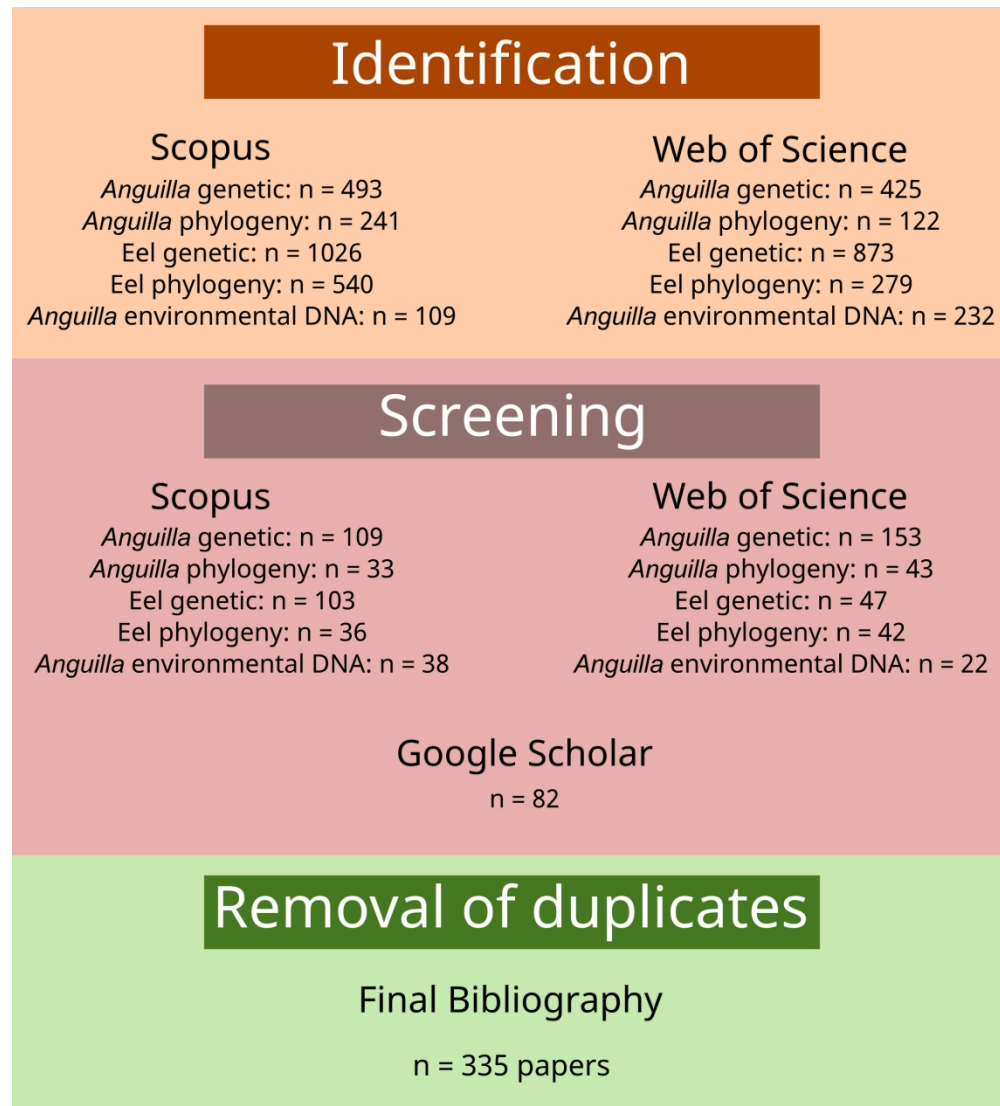 Identification
Scopus
Anguilla genetic: n = 493
Anguilla phylogeny: n = 241
Eel genetic: n = 1026
Eel phylogeny: n = 540
Anguilla environmental DNA: n = 109
Web of Science
Anguilla genetic: n = 425
Anguilla phylogeny: n = 122
Eel genetic: n = 873
Eel phylogeny: n = 279
Anguilla environmental DNA: n = 232
Screening
Scopus
Anguilla genetic: n = 109
Anguilla phylogeny: n = 33
Eel genetic: n = 103
Eel phylogeny: n = 36
Anguilla environmental DNA: n = 38
Web of Science
Anguilla genetic: n = 153
Anguilla phylogeny: n = 43
Eel genetic: n = 47
Eel phylogeny: n = 42
Anguilla environmental DNA: n = 22
Google Scholar
n = 82
Removal of duplicates
Final Bibliography
n = 335 papers